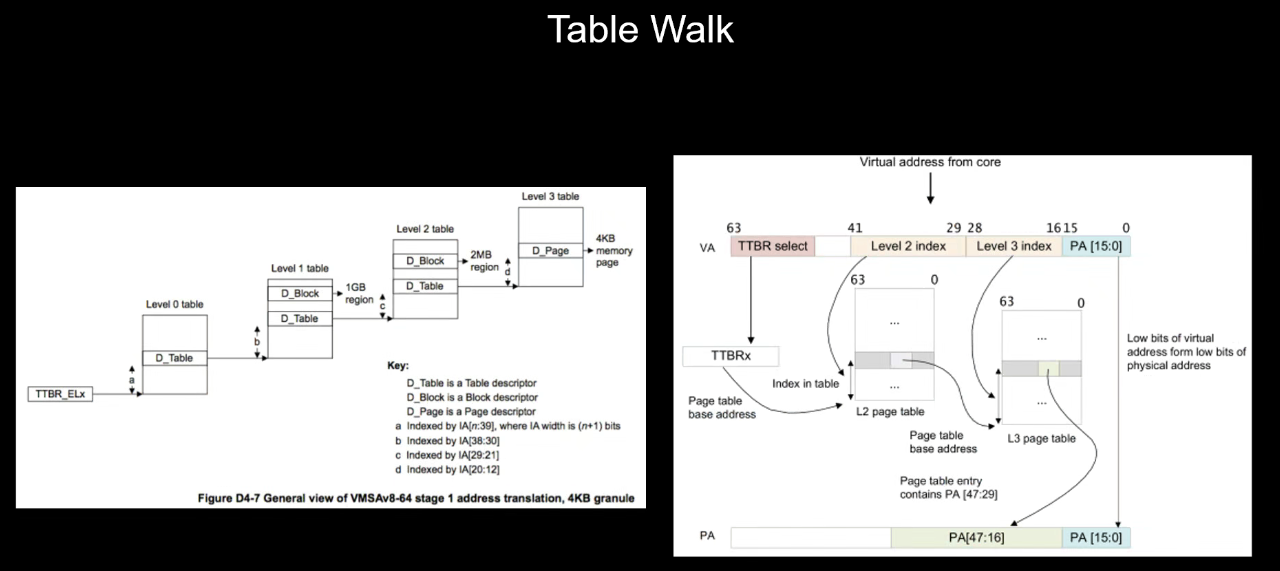 Table Walk
Level 3 table
Level 2 table
D_Page
4KB
memory
page
D_Block
2MB
region
d
D_Table
Level 1 table
D_Block
1GB
region
c
D_Table
Level 0 table
b
D_Table
a
TTBR_ELx
Key:
D_Table is a Table descriptor
D_Block is a Block descriptor
D_Page is a Page descriptor
a Indexed by IA[n:39], where IA width is (n+1) bits
b Indexed by IA[38:30]
c Indexed by IA[29:21]
d Indexed by IA[20:12]
Figure D4-7 General view of VMSAv8-64 stage 1 address translation, 4KB granule
Virtual address from core
63 41 29 28 16 15 0
VA TTBR select Level 2 index Level 3 index PA [15:0]
63 0
63 0
...
...
TTBRx
Index in table
...
...
Page table
base address
L2 page table
Page table
base address
L3 page table
Low bits of virtual
address form low bits of
physical address
Page table entry
contains PA [47:29]
PA PA[47:16] PA [15:0]